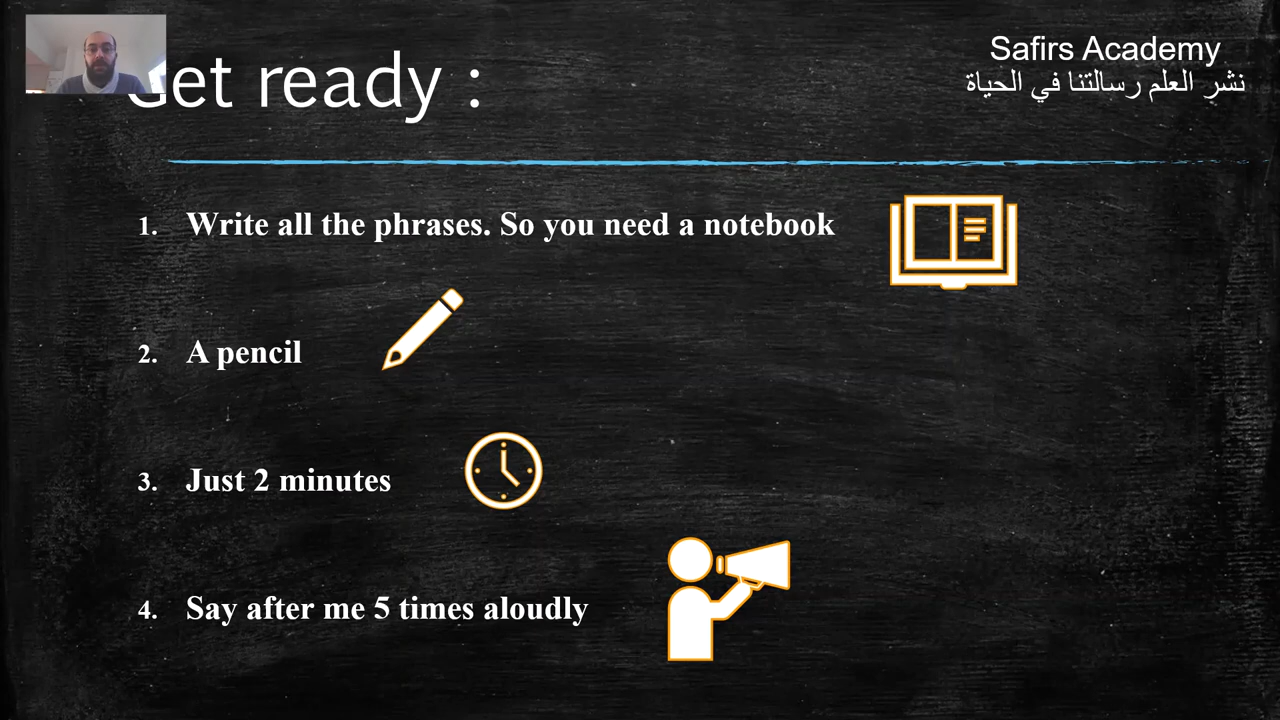 Get ready :
Safirs Academy
نشر العلم رسالتنا في الحياة
1. Write all the phrases. So you need a notebook
2. A pencil
3. Just 2 minutes
4. Say after me 5 times aloudly